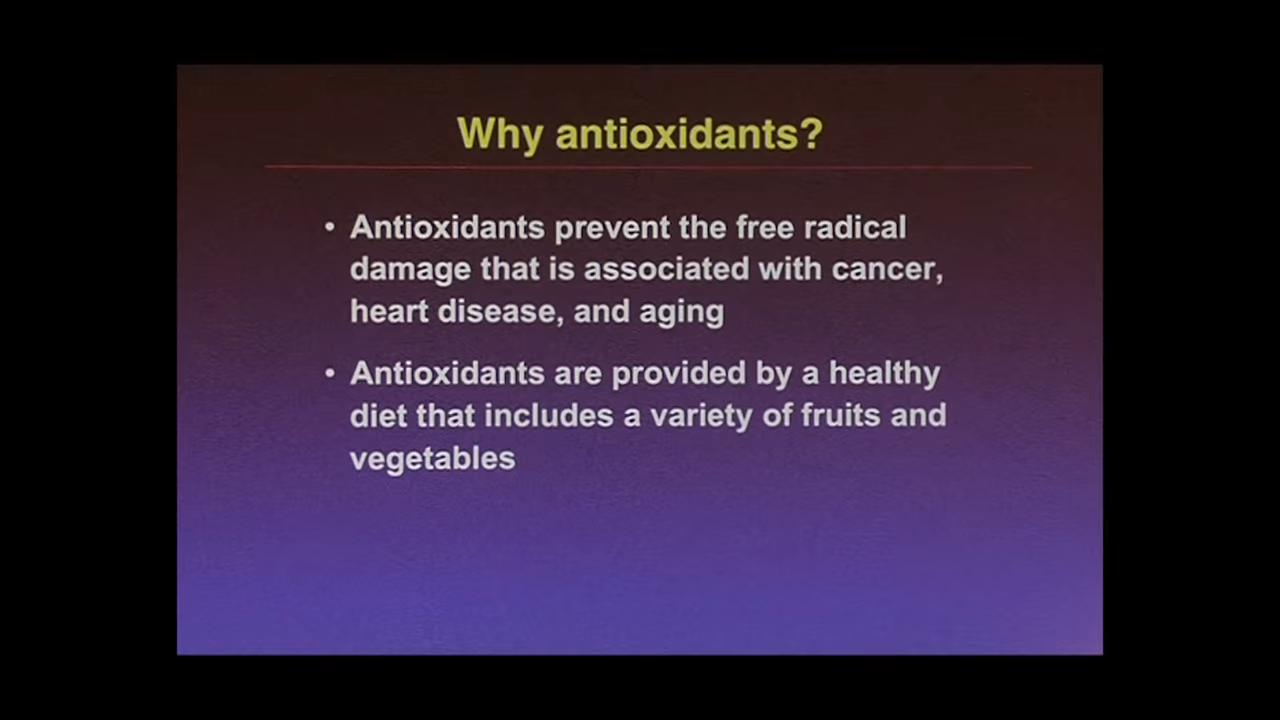 Why antioxidants?
• Antioxidants prevent the free radical
damage that is associated with cancer,
heart disease, and aging
• Antioxidants are provided by a healthy
diet that includes a variety of fruits and
vegetables